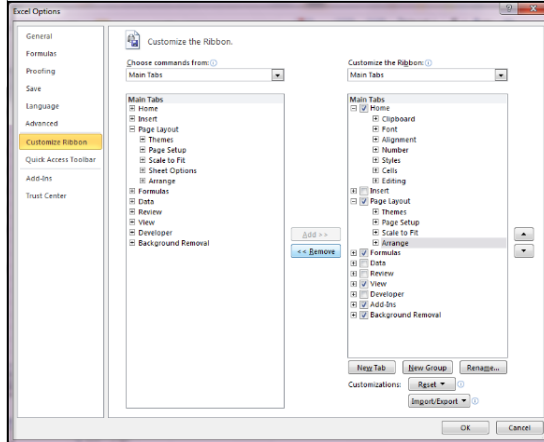 Excel Options
General
Formulas
Proofing
Save
Language
Advanced
Customize Ribbon
Quick Access Toolbar
Add-Ins
Trust Center
Customize the Ribbon.
Choose commands from:
Main Tabs
Main Tabs
Home
Insert
Page Layout
Themes
Page Setup
Scale to Fit
Sheet Options
Arrange
Formulas
Data
Review
View
Developer
Background Removal
Add >>
<< Remove
Customize the Ribbon:
Main Tabs
Main Tabs
Home
Clipboard
Font
Alignment
Number
Styles
Cells
Editing
Insert
Page Layout
Themes
Page Setup
Scale to Fit
Arrange
Formulas
Data
Review
View
Developer
Add-Ins
Background Removal
New Tab
New Group
Rename...
Customizations:
Reset
Import/Export
OK
Cancel